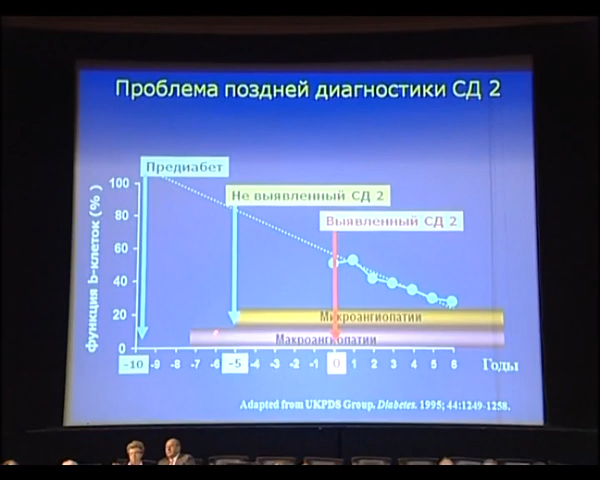 Проблема поздней диагностики СД 2
Предиабет
Не выявленный СД 2
Выявленный СД 2
функция b-клеток (%)
100
80
60
40
20
0
Микроангиопатии
Макроангиопатии
-10 -9 -8 -7 -6 -5 -4 -3 -2 -1 0 1 2 3 4 5 6 Годы
Adapted from UKPDS Group. Diabetes. 1995; 44:1249-1258.